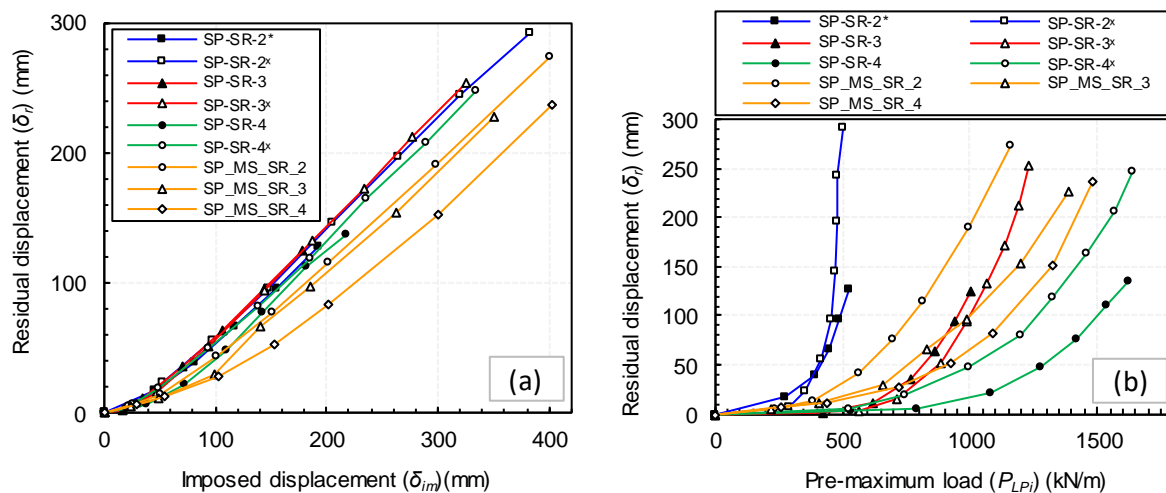 300
200
100
0
0
100
200
300
400
Residual displacement (δr) (mm)
Imposed displacement (δim)(mm)
SP-SR-2*
SP-SR-2x
SP-SR-3
SP-SR-3x
SP-SR-4
SP-SR-4x
SP_MS_SR_2
SP_MS_SR_3
SP_MS_SR_4
(a)
SP-SR-2*
SP-SR-2x
SP-SR-3
SP-SR-3x
SP-SR-4
SP-SR-4x
SP_MS_SR_2
SP_MS_SR_3
SP_MS_SR_4
300
250
200
150
100
50
0
0
500
1000
1500
Residual displacement (δr) (mm)
Pre-maximum load (PLPi) (kN/m)
(b)